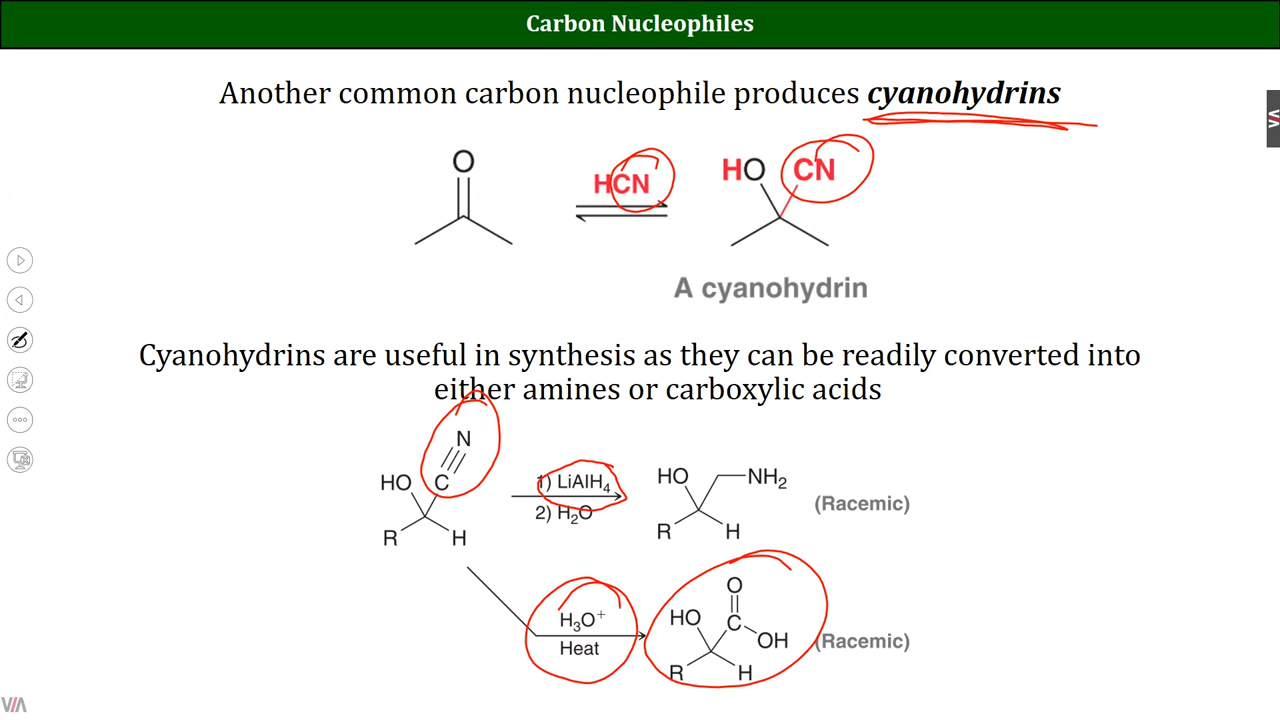 Carbon Nucleophiles
Another common carbon nucleophile produces cyanohydrins
O
HCN
HO CN
A cyanohydrin
Cyanohydrins are useful in synthesis as they can be readily converted into
either amines or carboxylic acids
N
HO C
R H
1) LiAlH₄
2) H₂O
HO NH₂
R H
(Racemic)
H₃O⁺
Heat
O
HO C
OH
R H
(Racemic)
VIA
VIA